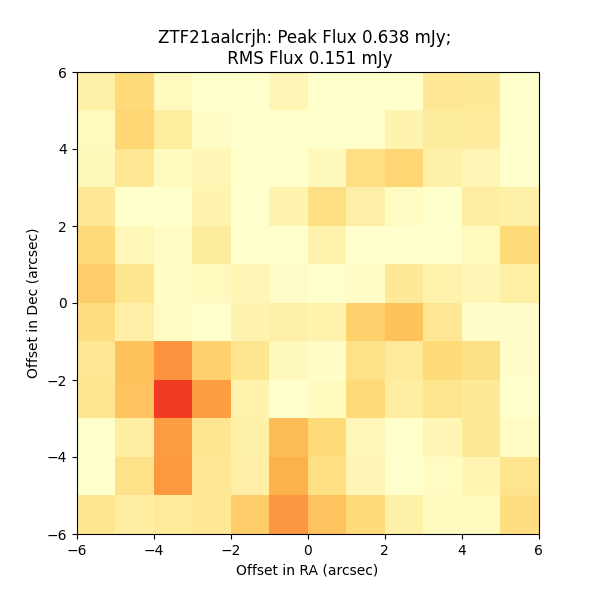 ZTF21aalcrjh: Peak Flux 0.638 mJy;
RMS Flux 0.151 mJy
6
4
2
0
−2
−4
−6
Offset in Dec (arcsec)
−6 −4 −2 0 2 4 6
Offset in RA (arcsec)